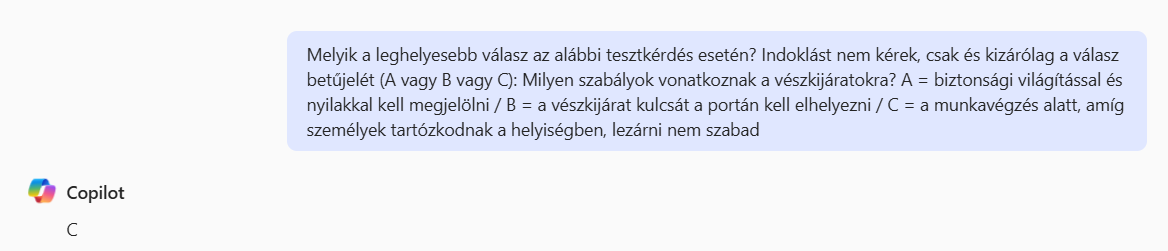 Melyik a leghelyesebb válasz az alábbi tesztkérdés esetén? Indoklást nem kérek, csak és kizárólag a válasz
betűjelét (A vagy B vagy C): Milyen szabályok vonatkoznak a vészkijáratokra? A = biztonsági világítással és
nyilakkal kell megjelölni / B = a vészkijárat kulcsát a portán kell elhelyezni / C = a munkavégzés alatt, amíg
személyek tartózkodnak a helyiségben, lezárni nem szabad
Copilot
C